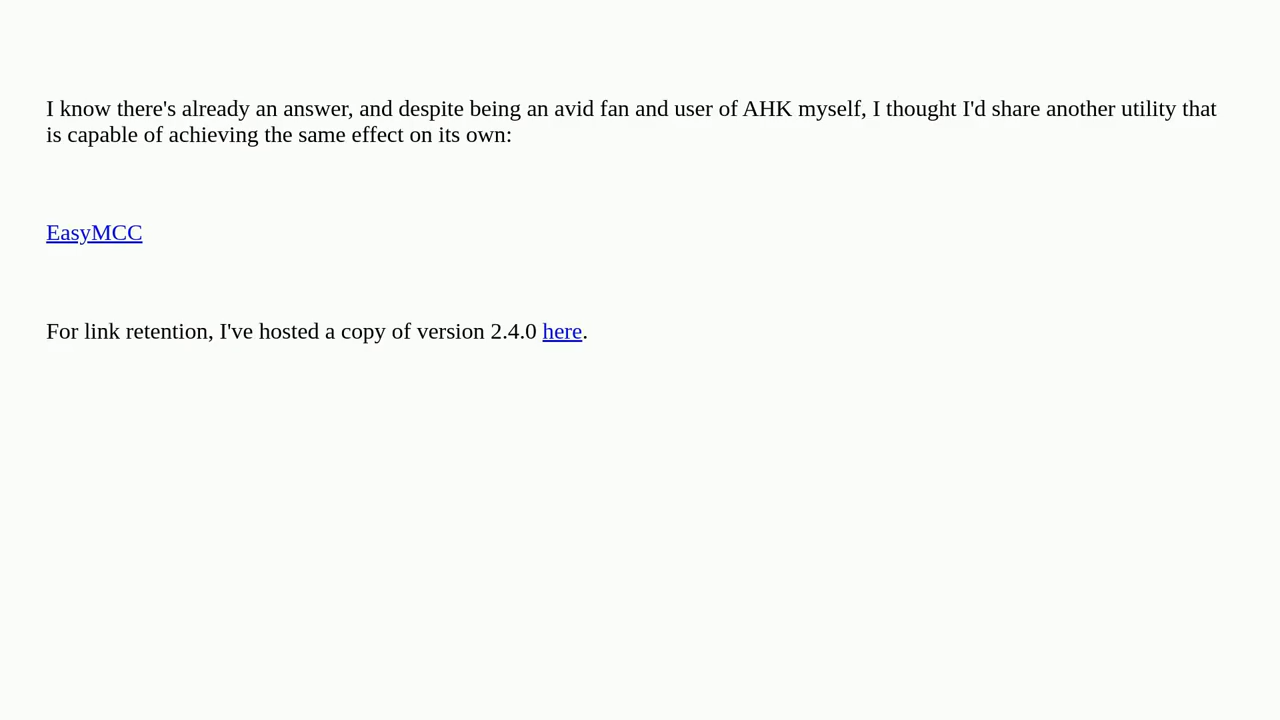 I know there's already an answer, and despite being an avid fan and user of AHK myself, I thought I'd share another utility that
is capable of achieving the same effect on its own:
EasyMCC
For link retention, I've hosted a copy of version 2.4.0 here.